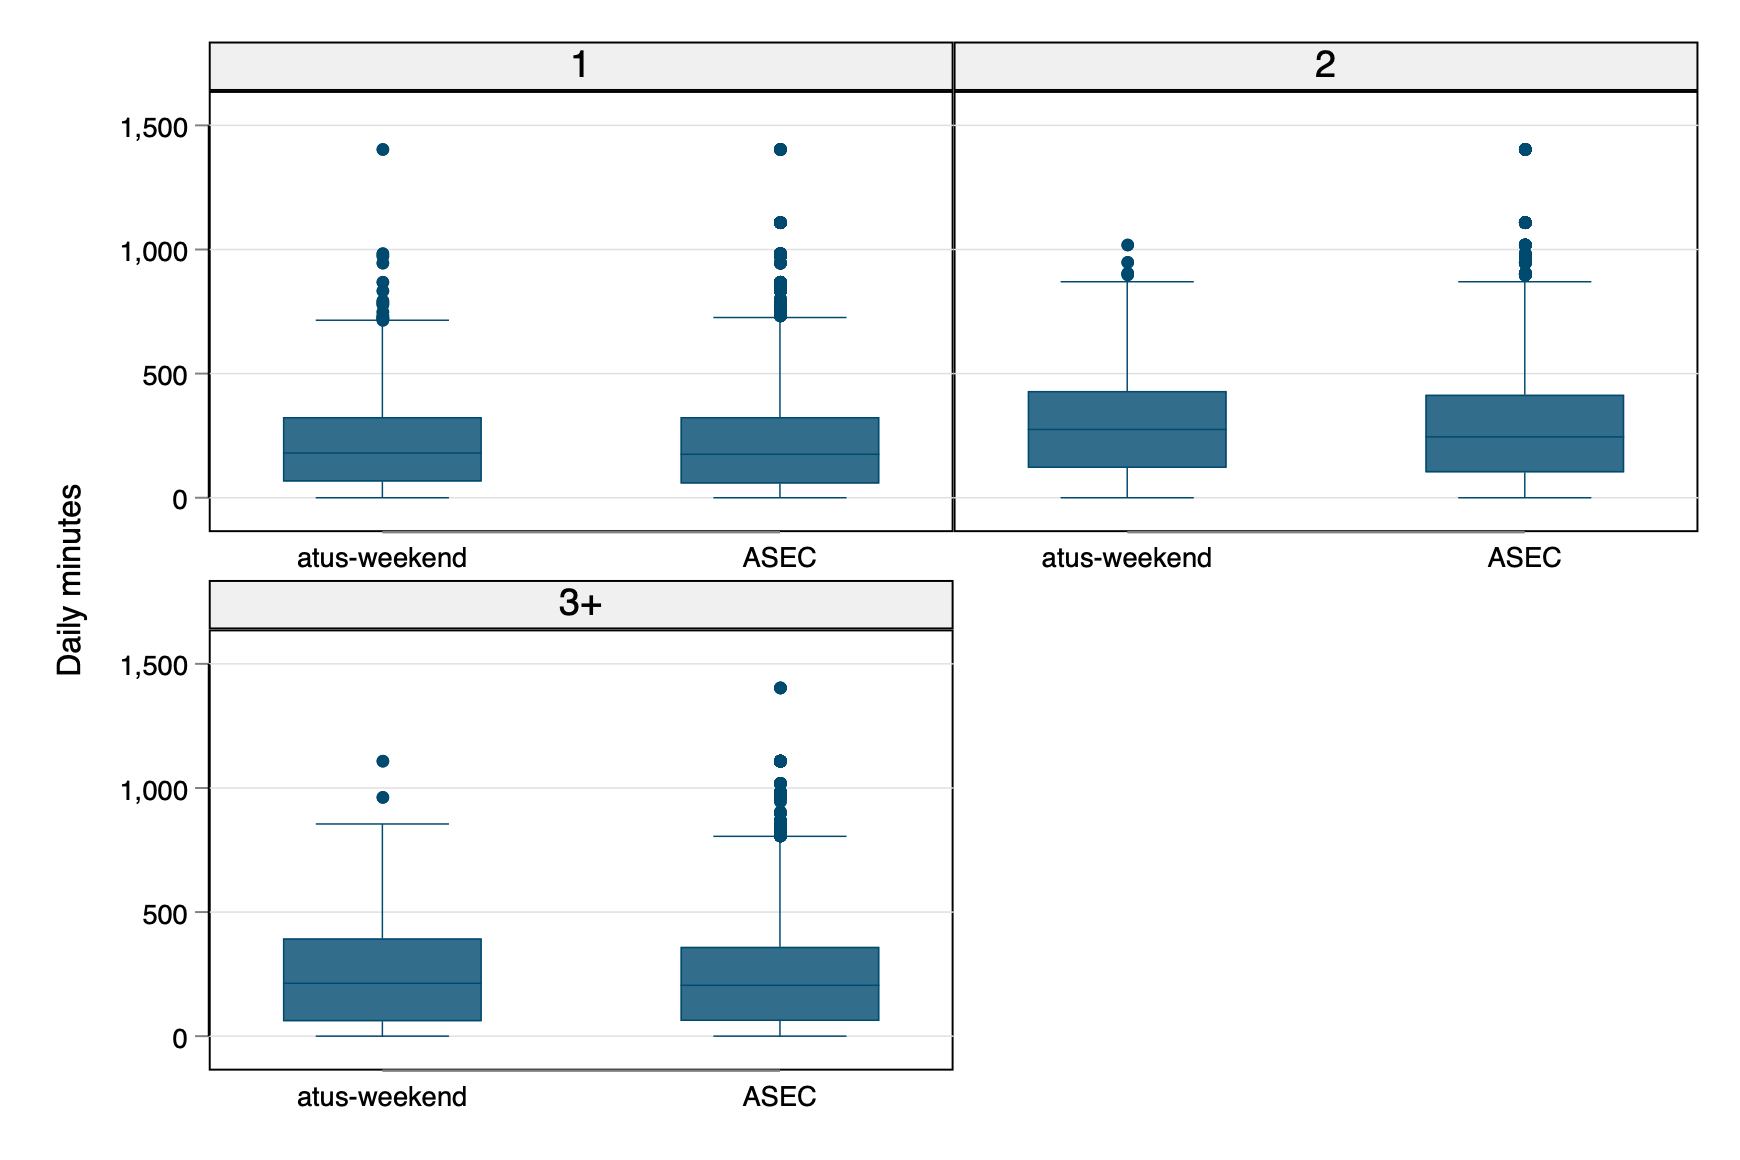 1
2
1,500
1,000
500
0
atus-weekend
ASEC
atus-weekend
ASEC
Daily minutes
3+
1,500
1,000
500
0
atus-weekend
ASEC